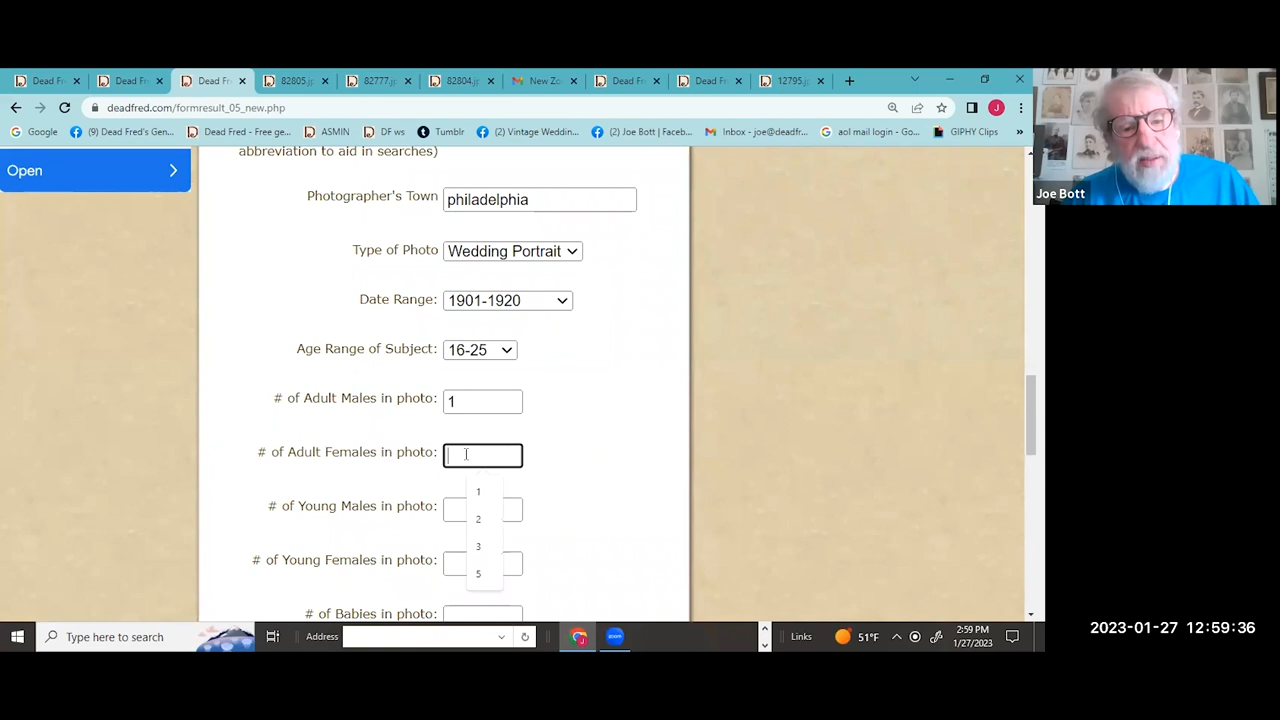 Dead Fr
Dead Fr
Dead Fr
82805.j
82777.j
82804.j
New Zo
Dead Fr
Dead Fr
12795.j
deadfred.com/formresult_05_new.php
J
Google
(9) Dead Fred's Gen...
Dead Fred - Free ge...
ASMIN
DF ws
Tumblr
(2) Vintage Weddin...
(2) Joe Bott | Faceb...
Inbox - joe@deadfr...
aol mail login - Go...
GIPHY Clips
»
Joe Bott
Open
abbreviation to aid in searches)
Photographer's Town philadelphia
Type of Photo Wedding Portrait
Date Range: 1901-1920
Age Range of Subject: 16-25
# of Adult Males in photo: 1
# of Adult Females in photo:
1
# of Young Males in photo:
2
3
# of Young Females in photo:
5
# of Babies in photo:
Type here to search
Address
Links
51°F
2:59 PM
1/27/2023
2023-01-27 12:59:36